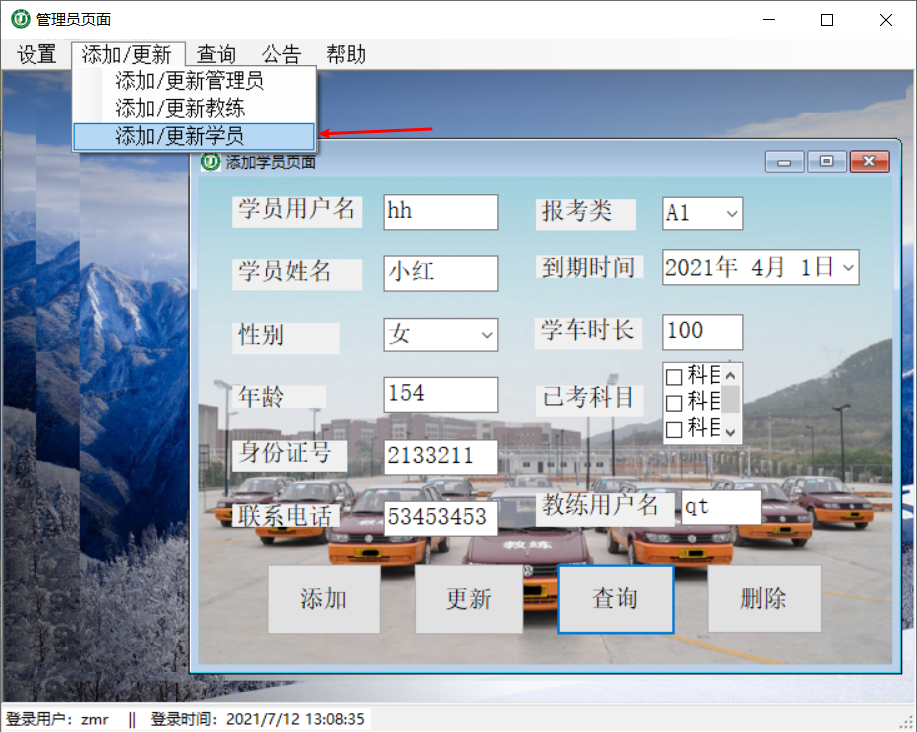 管理员页面
设置 添加/更新 查询 公告 帮助
添加/更新管理员
添加/更新教练
添加/更新学员
添加学员页面
学员用户名 hh 报考类 A1
学员姓名 小红 到期时间 2021年 4月 1日
性别 女 学车时长 100
年龄 154 已考科目 科目
科目
科目
身份证号 2133211
联系电话 53453453 教练用户名 qt
教练
添加 更新 查询 删除
登录用户: zmr || 登录时间: 2021/7/12 13:08:35